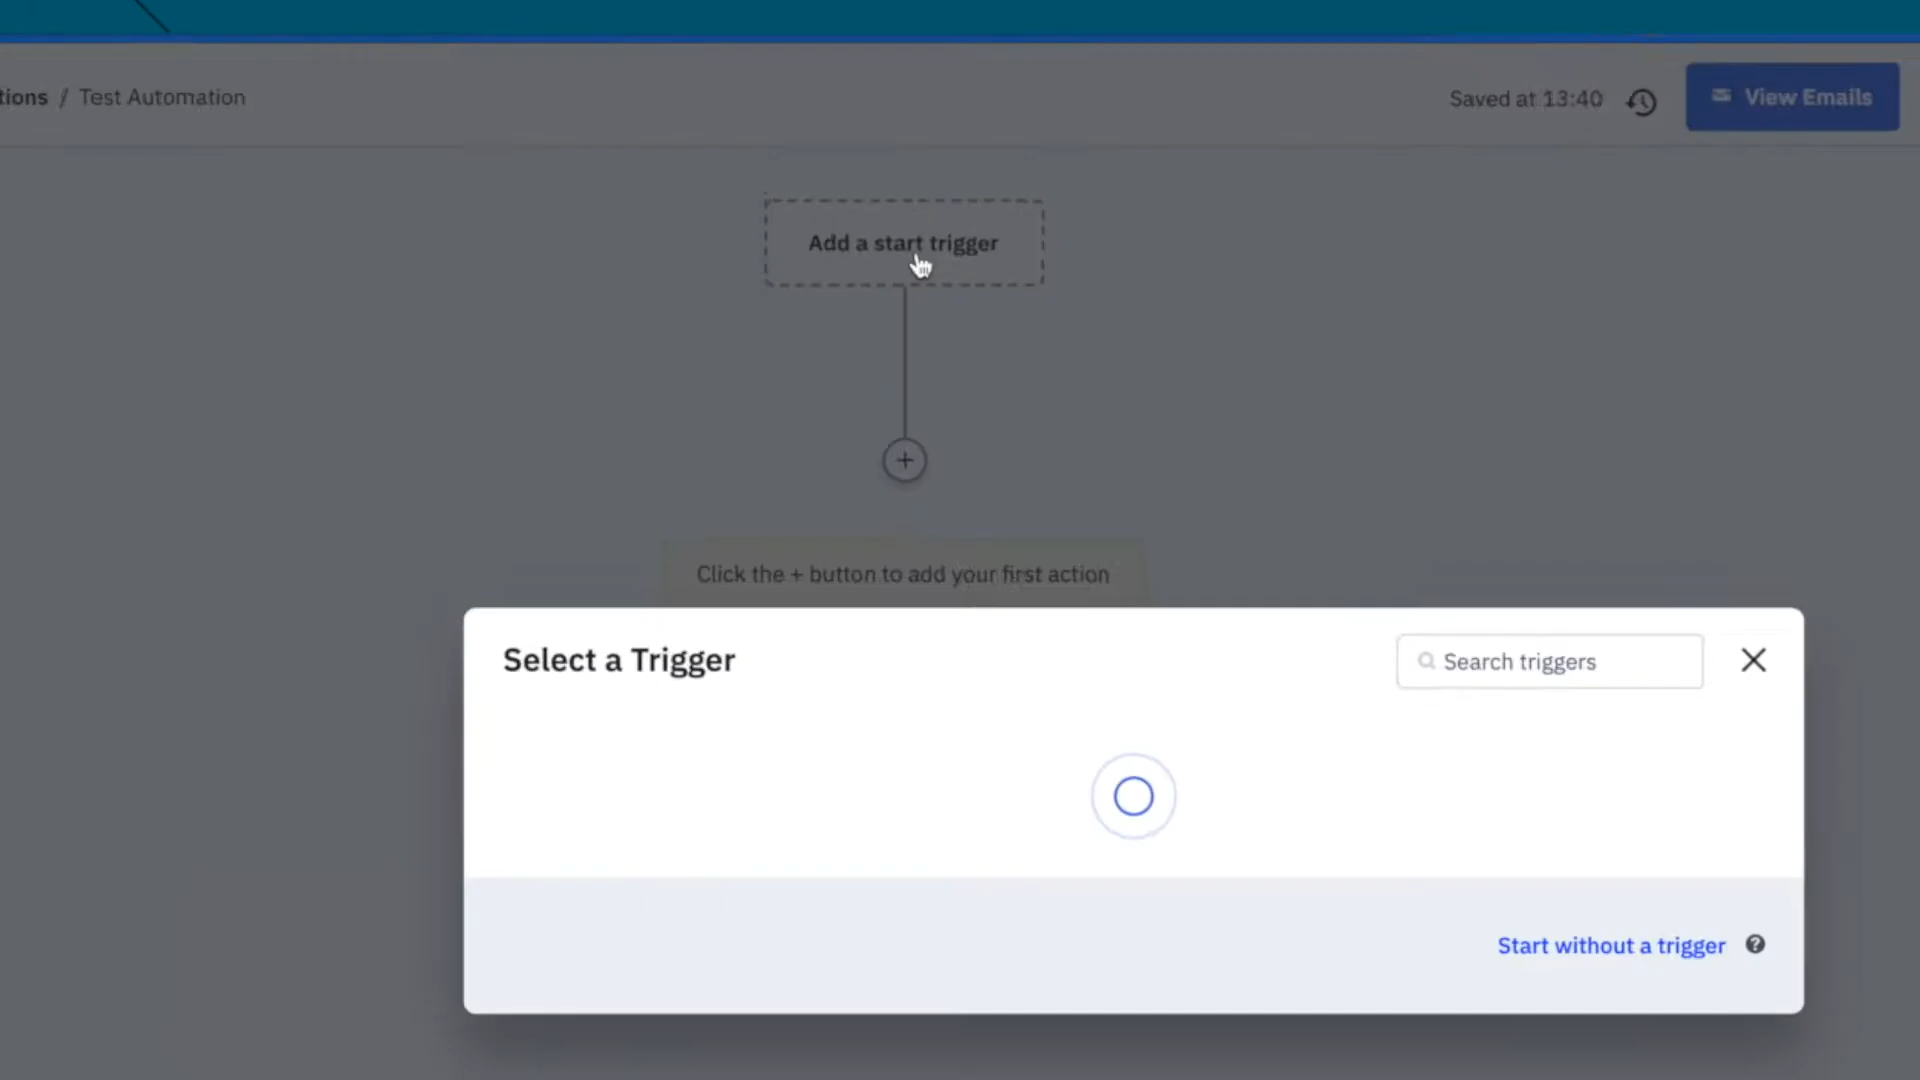 tions / Test Automation
Saved at 13:40
View Emails
Add a start trigger
+
Click the + button to add your first action
Select a Trigger
Search triggers
Start without a trigger ?